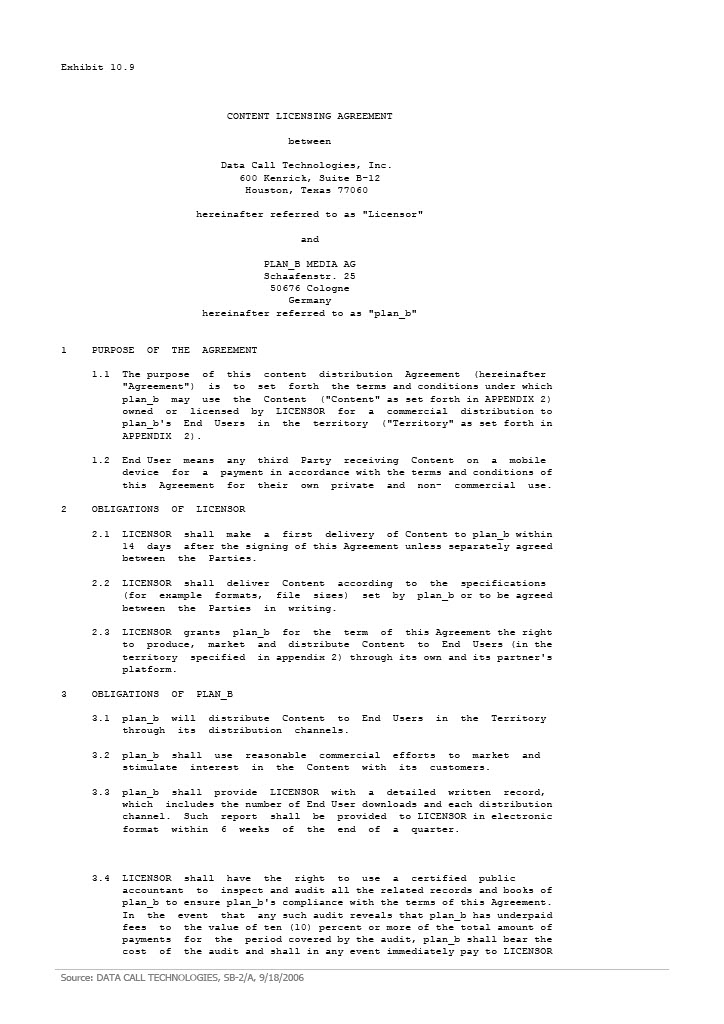 Exhibit 10.9
CONTENT LICENSING AGREEMENT
between
Data Call Technologies, Inc.
600 Kenrick, Suite B-12
Houston, Texas 77060
hereinafter referred to as "Licensor"
and
PLAN_B MEDIA AG
Schaafenstr. 25
50676 Cologne
Germany
hereinafter referred to as "plan_b"
1 PURPOSE OF THE AGREEMENT
1.1 The purpose of this content distribution Agreement (hereinafter
"Agreement") is to set forth the terms and conditions under which
plan_b may use the Content ("Content" as set forth in APPENDIX 2)
owned or licensed by LICENSOR for a commercial distribution to
plan_b's End Users in the territory ("Territory" as set forth in
APPENDIX 2).
1.2 End User means any third Party receiving Content on a mobile
device for a payment in accordance with the terms and conditions of
this Agreement for their own private and non- commercial use.
2 OBLIGATIONS OF LICENSOR
2.1 LICENSOR shall make a first delivery of Content to plan_b within
14 days after the signing of this Agreement unless separately agreed
between the Parties.
2.2 LICENSOR shall deliver Content according to the specifications
(for example formats, file sizes) set by plan_b or to be agreed
between the Parties in writing.
2.3 LICENSOR grants plan_b for the term of this Agreement the right
to produce, market and distribute Content to End Users (in the
territory specified in appendix 2) through its own and its partner's
platform.
3 OBLIGATIONS OF PLAN_B
3.1 plan_b will distribute Content to End Users in the Territory
through its distribution channels.
3.2 plan_b shall use reasonable commercial efforts to market and
stimulate interest in the Content with its customers.
3.3 plan_b shall provide LICENSOR with a detailed written record,
which includes the number of End User downloads and each distribution
channel. Such report shall be provided to LICENSOR in electronic
format within 6 weeks of the end of a quarter.
3.4 LICENSOR shall have the right to use a certified public
accountant to inspect and audit all the related records and books of
plan_b to ensure plan_b's compliance with the terms of this Agreement.
In the event that any such audit reveals that plan_b has underpaid
fees to the value of ten (10) percent or more of the total amount of
payments for the period covered by the audit, plan_b shall bear the
cost of the audit and shall in any event immediately pay to LICENSOR
Source: DATA CALL TECHNOLOGIES, SB-2/A, 9/18/2006